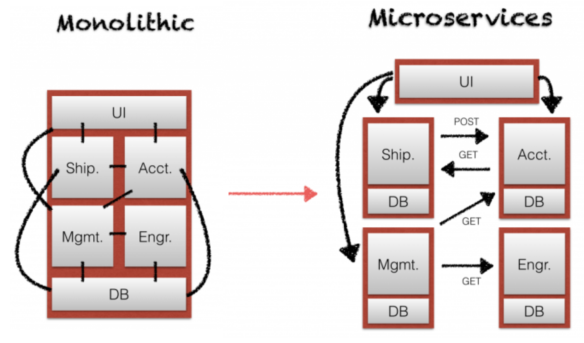 Monolithic
UI
Ship. Acct.
Mgmt. Engr.
DB
Microservices
UI
POST
GET
Ship. Acct.
DB DB
GET
Mgmt. Engr.
GET
DB DB